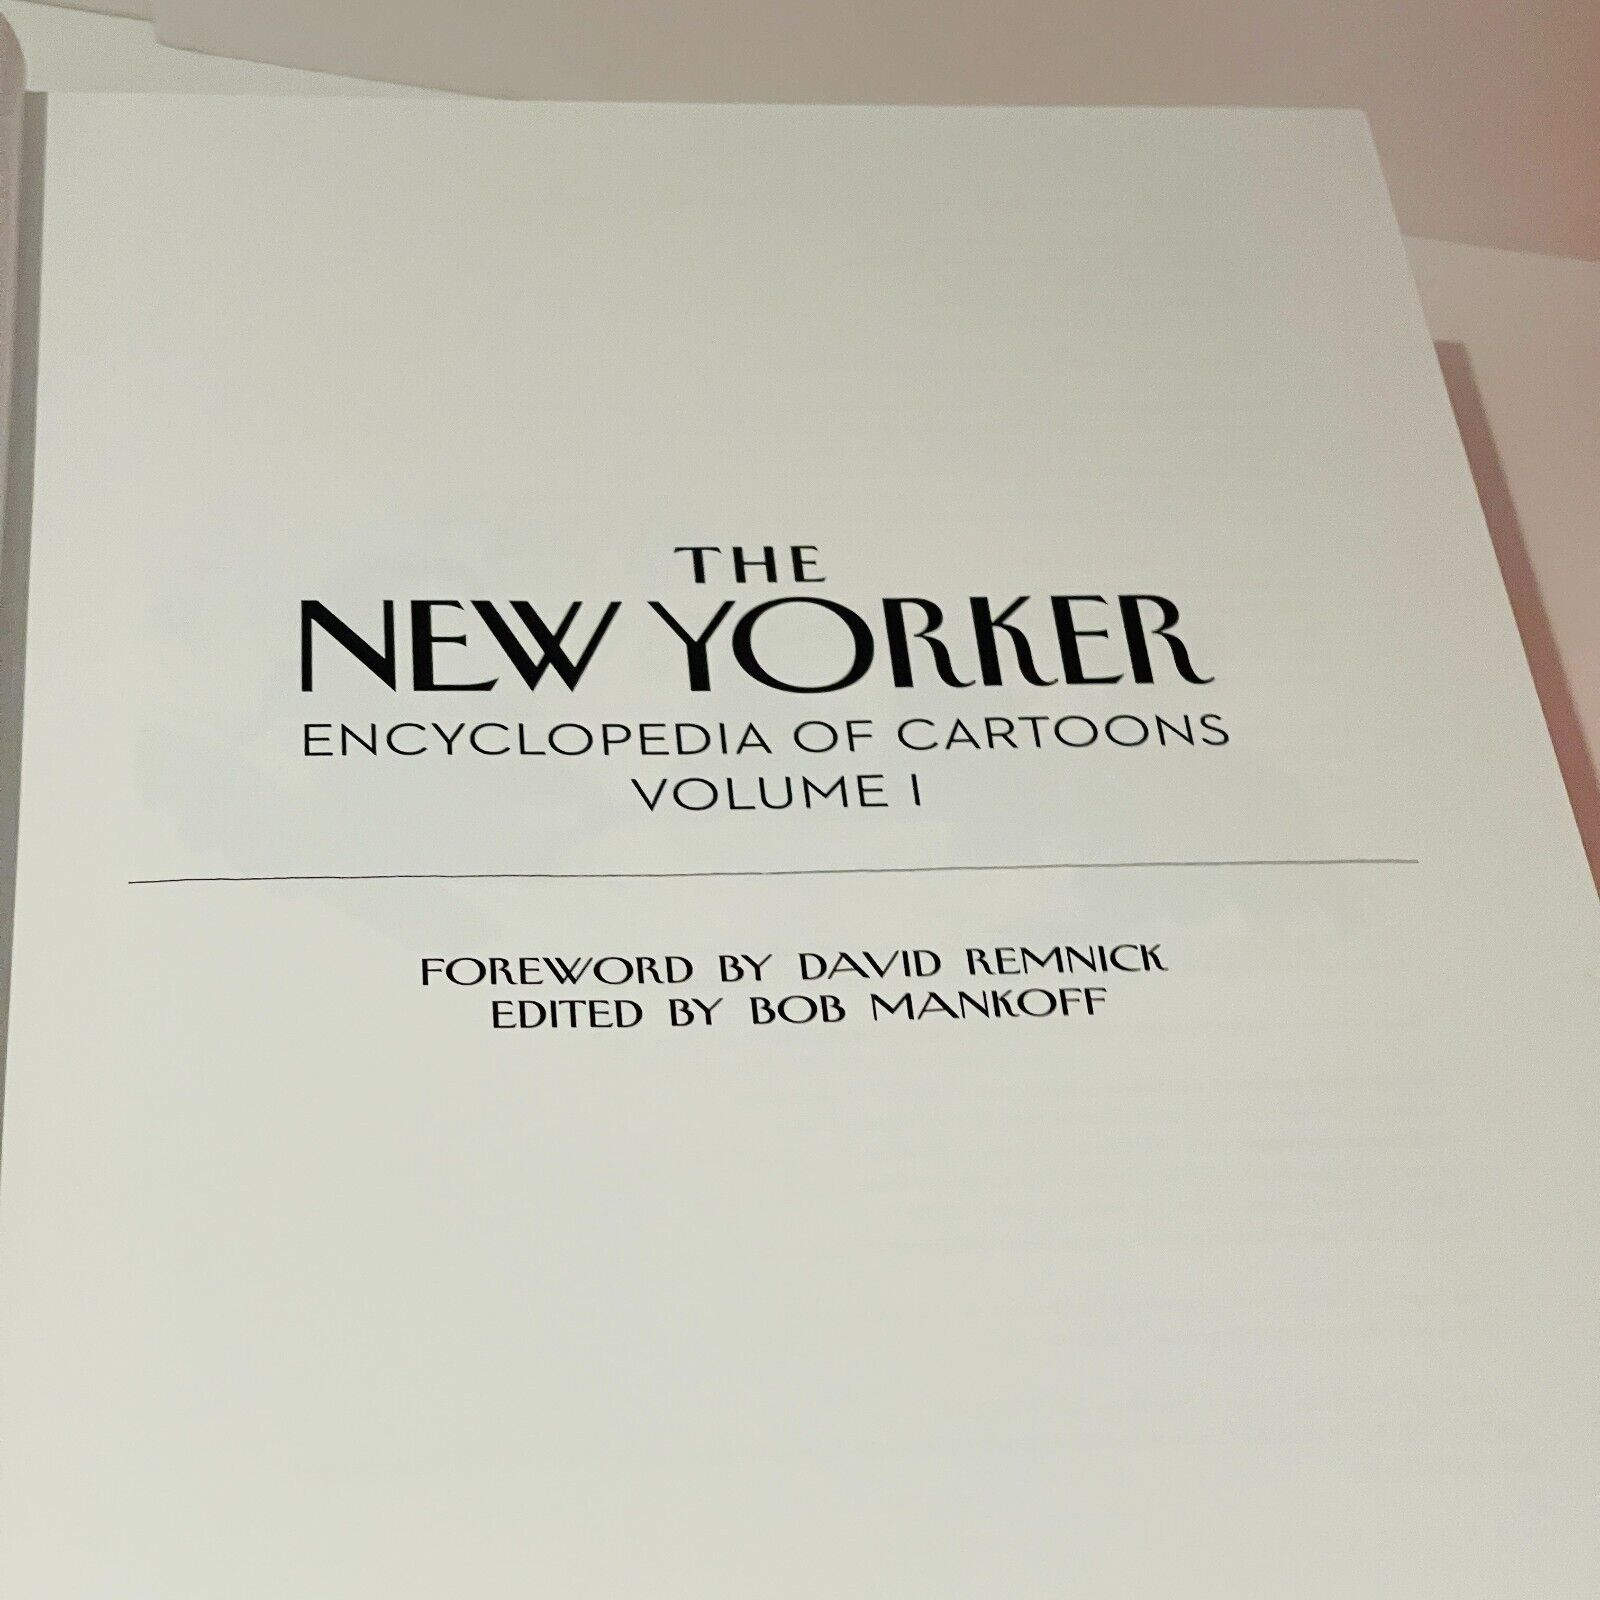 THE
NEW YORKER
ENCYCLOPEDIA OF CARTOONS
VOLUME I
FOREWORD BY DAVID REMNICK
EDITED BY BOB MANKOFF